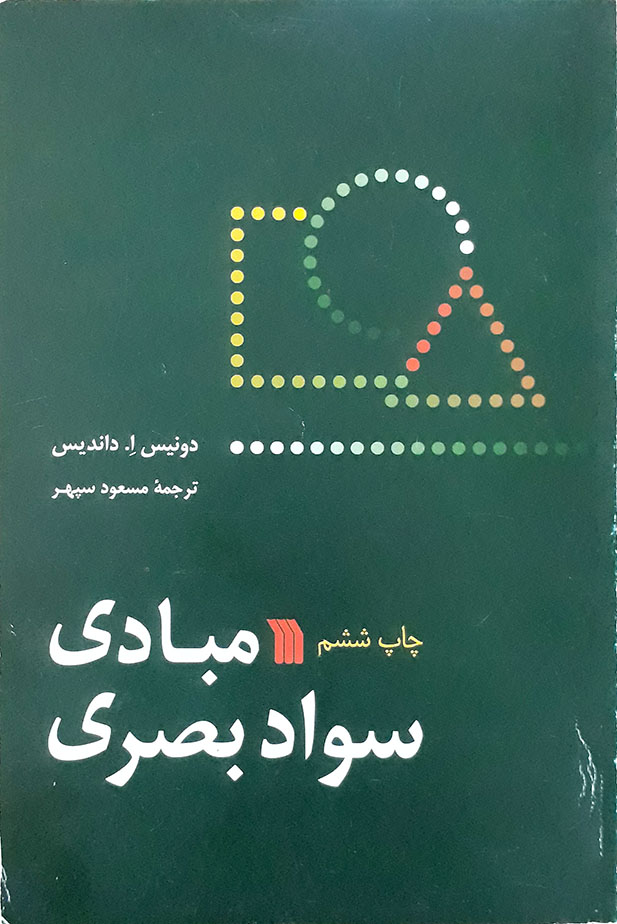 دونیس اِ. داندیس
ترجمهٔ مسعود سپهر
چاپ ششم
مبادی
سواد بصری